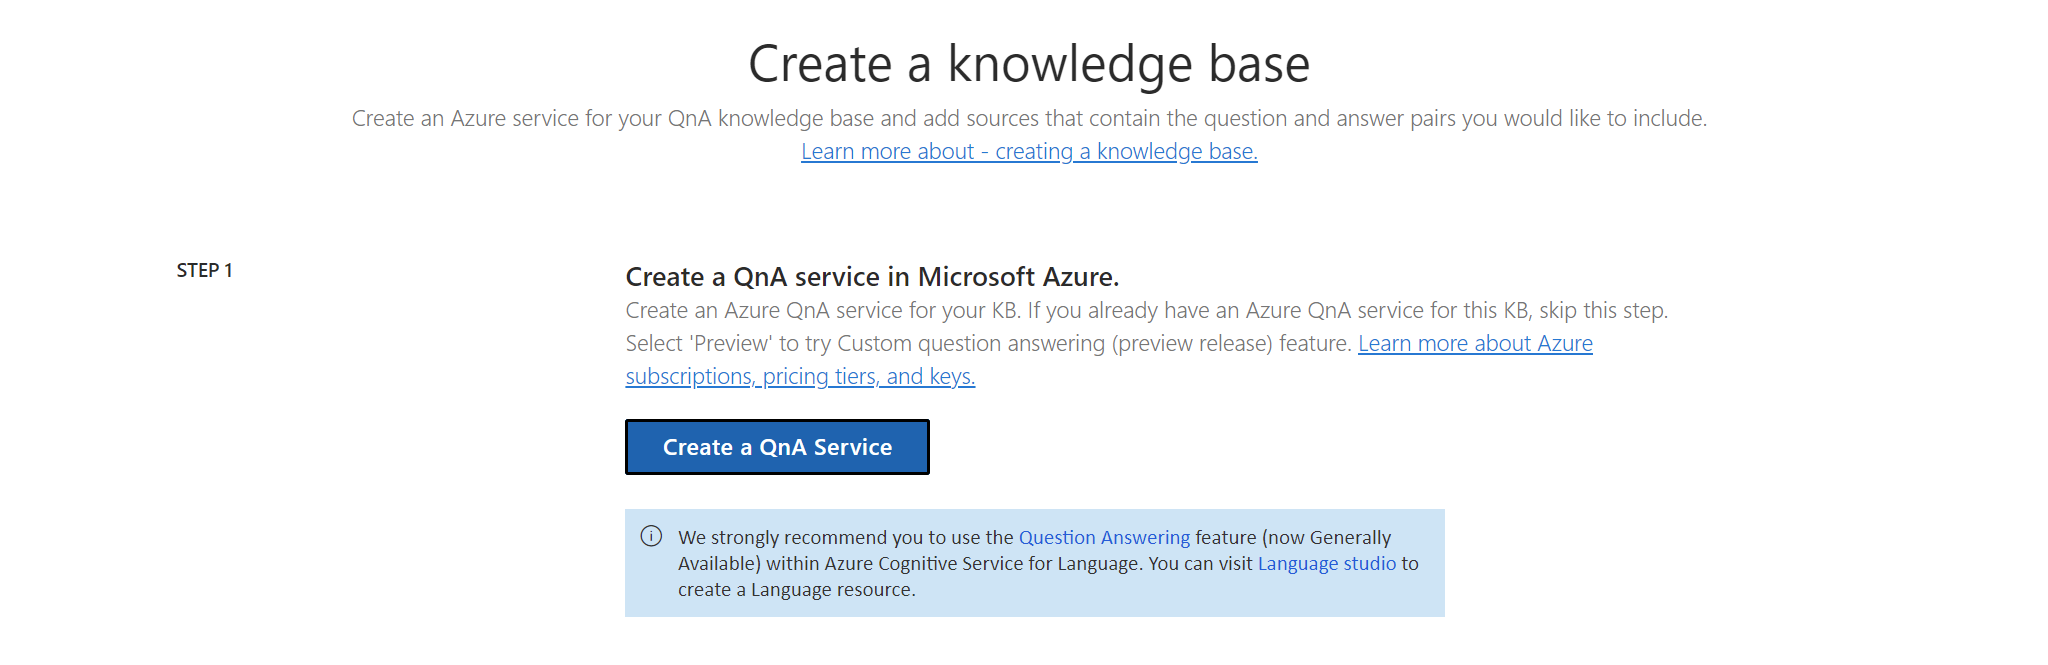 Create a knowledge base
Create an Azure service for your QnA knowledge base and add sources that contain the question and answer pairs you would like to include.
Learn more about - creating a knowledge base.
STEP 1
Create a QnA service in Microsoft Azure.
Create an Azure QnA service for your KB. If you already have an Azure QnA service for this KB, skip this step.
Select 'Preview' to try Custom question answering (preview release) feature. Learn more about Azure
subscriptions, pricing tiers, and keys.
Create a QnA Service
We strongly recommend you to use the Question Answering feature (now Generally
Available) within Azure Cognitive Service for Language. You can visit Language studio to
create a Language resource.